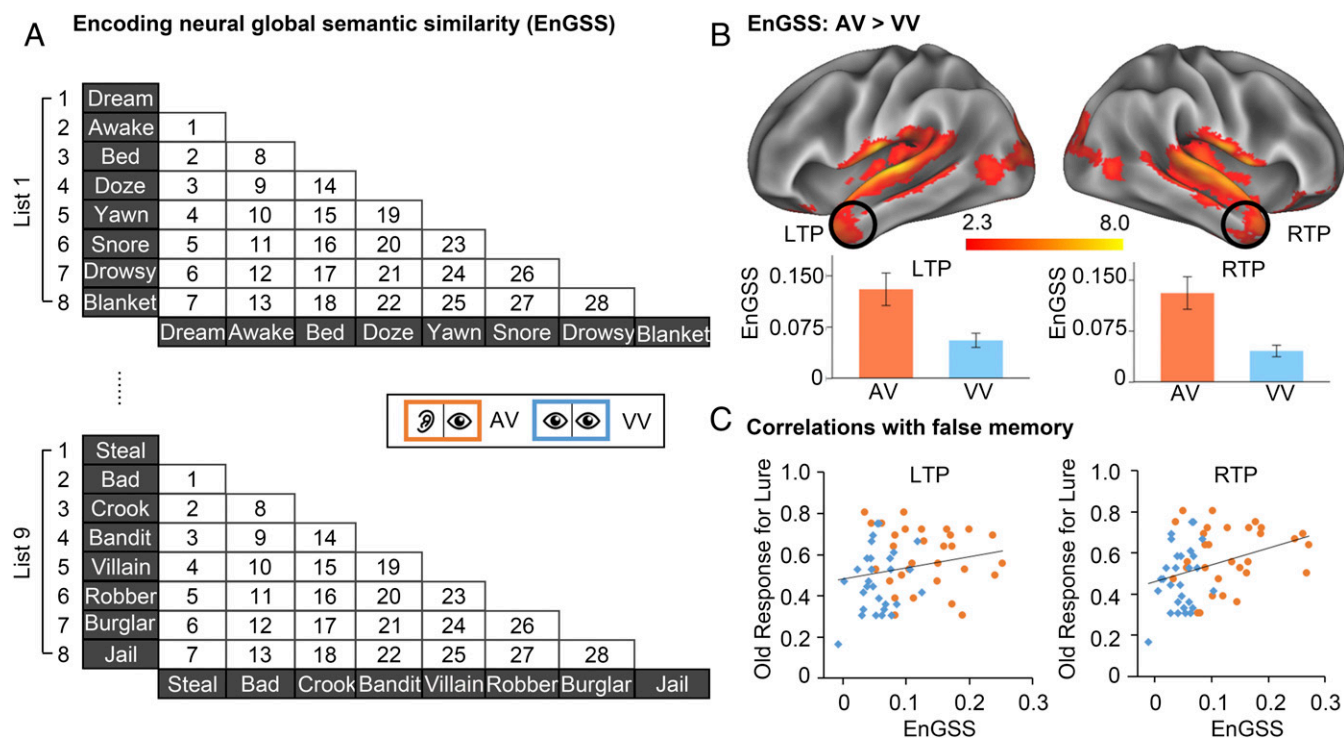 A Encoding neural global semantic similarity (EnGSS)
List 1
1 Dream
2 Awake 1
3 Bed 2 8
4 Doze 3 9 14
5 Yawn 4 10 15 19
6 Snore 5 11 16 20 23
7 Drowsy 6 12 17 21 24 26
8 Blanket 7 13 18 22 25 27 28
Dream Awake Bed Doze Yawn Snore Drowsy Blanket
......
AV VV
List 9
1 Steal
2 Bad 1
3 Crook 2 8
4 Bandit 3 9 14
5 Villain 4 10 15 19
6 Robber 5 11 16 20 23
7 Burglar 6 12 17 21 24 26
8 Jail 7 13 18 22 25 27 28
Steal Bad Crook Bandit Villain Robber Burglar Jail
B EnGSS: AV > VV
LTP 2.3 8.0 RTP
LTP
EnGSS
0.150
0.075
0
AV VV
RTP
EnGSS
0.150
0.075
0
AV VV
C Correlations with false memory
LTP
Old Response for Lure
1.0
0.8
0.6
0.4
0.2
0
0 0.1 0.2 0.3
EnGSS
RTP
Old Response for Lure
1.0
0.8
0.6
0.4
0.2
0
0 0.1 0.2 0.3
EnGSS